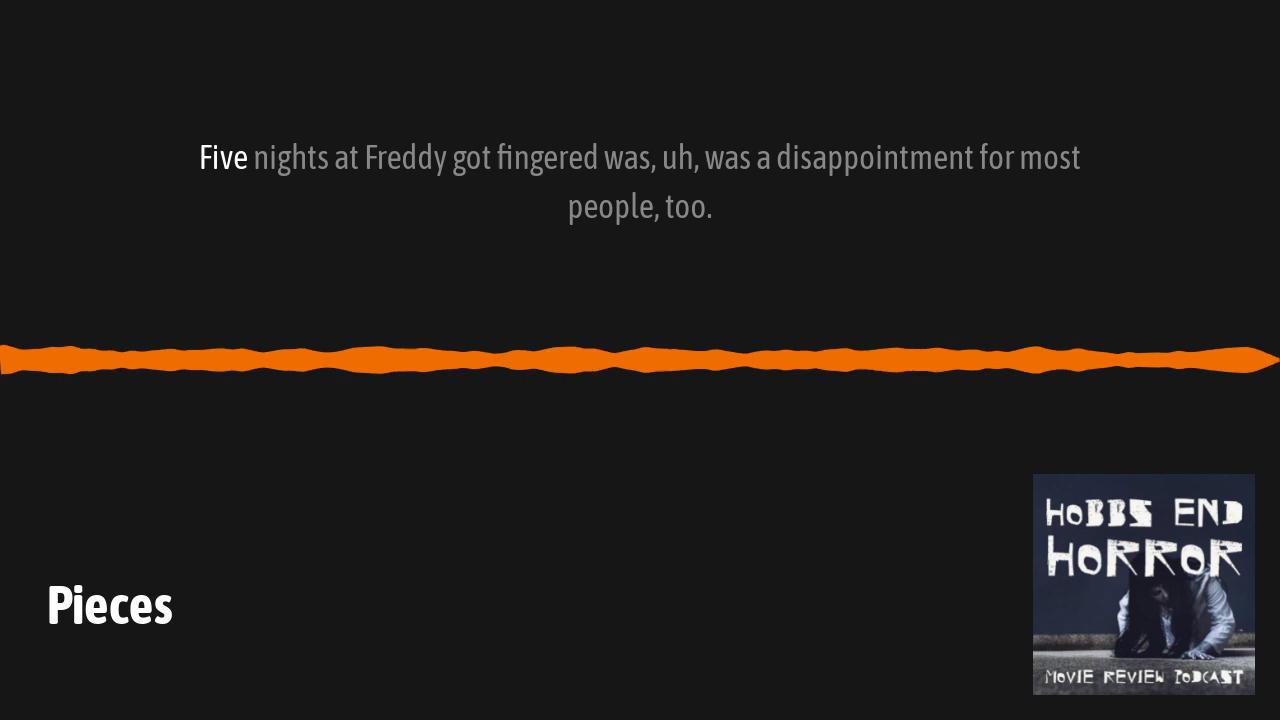 Five nights at Freddy got fingered was, uh, was a disappointment for most
people, too.
Pieces
HOBBS END
HORROR
MOVIE REVIEW PODCAST